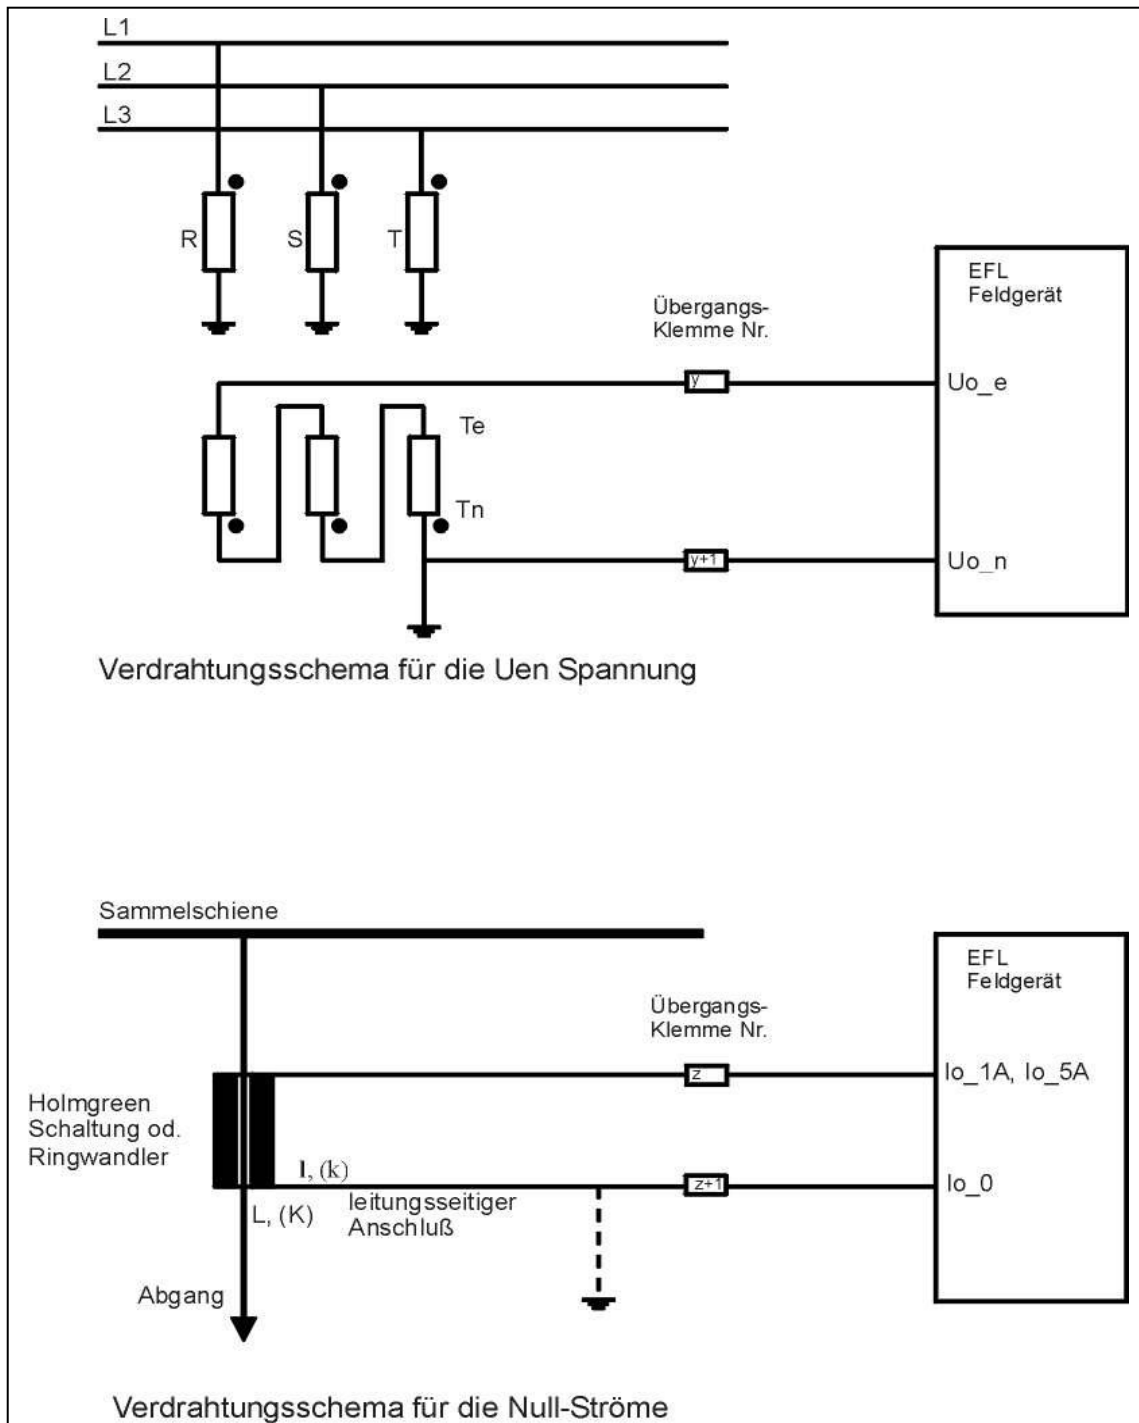 L1
L2
L3
R
S
T
EFL
Feldgerät
Übergangs-
Klemme Nr.
y
Uo_e
Te
Tn
y+1
Uo_n
Verdrahtungsschema für die Uen Spannung
Sammelschiene
EFL
Feldgerät
Übergangs-
Klemme Nr.
z
Io_1A, Io_5A
Holmgreen
Schaltung od.
Ringwandler
l, (k)
z+1
Io_0
L, (K)
leitungsseitiger
Anschluß
Abgang
Verdrahtungsschema für die Null-Ströme